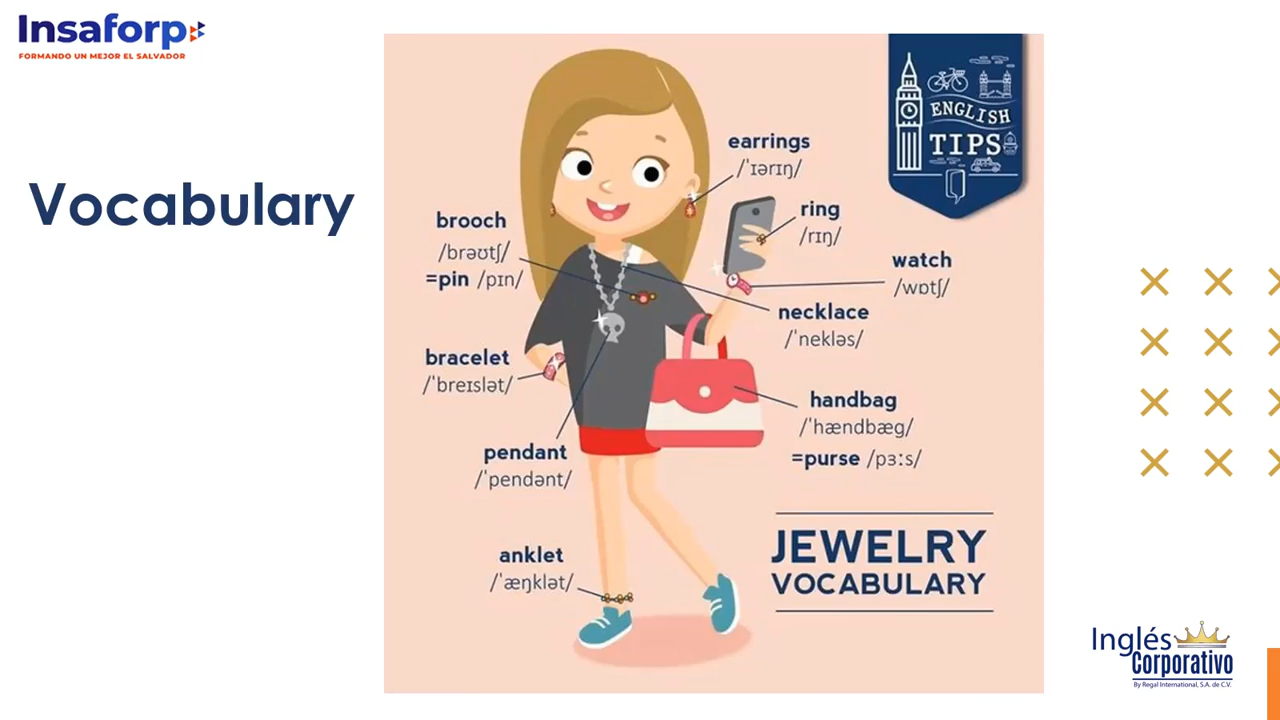 Insaforp
FORMANDO UN MEJOR EL SALVADOR
Vocabulary
ENGLISH
TIPS
earrings
/ˈɪərɪŋ/
ring
/rɪŋ/
brooch
/brəʊtʃ/
=pin /pɪn/
watch
/wɒtʃ/
necklace
/ˈnekləs/
bracelet
/ˈbreɪslət/
handbag
/ˈhændbæg/
=purse /pɜːs/
pendant
/ˈpendənt/
anklet
/ˈæŋklət/
JEWELRY
VOCABULARY
Inglés
Corporativo
By Regal International, S.A. de C.V.